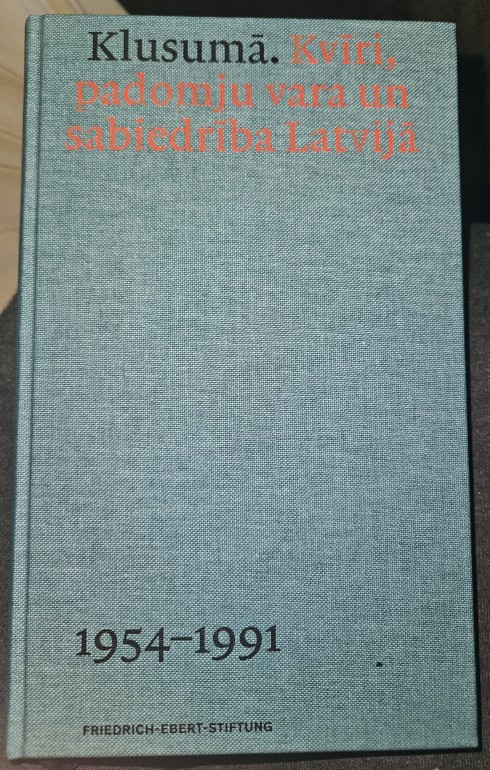 Klusumā. Kvīri,
padomju vara un
sabiedrība Latvijā
1954–1991
FRIEDRICH-EBERT-STIFTUNG